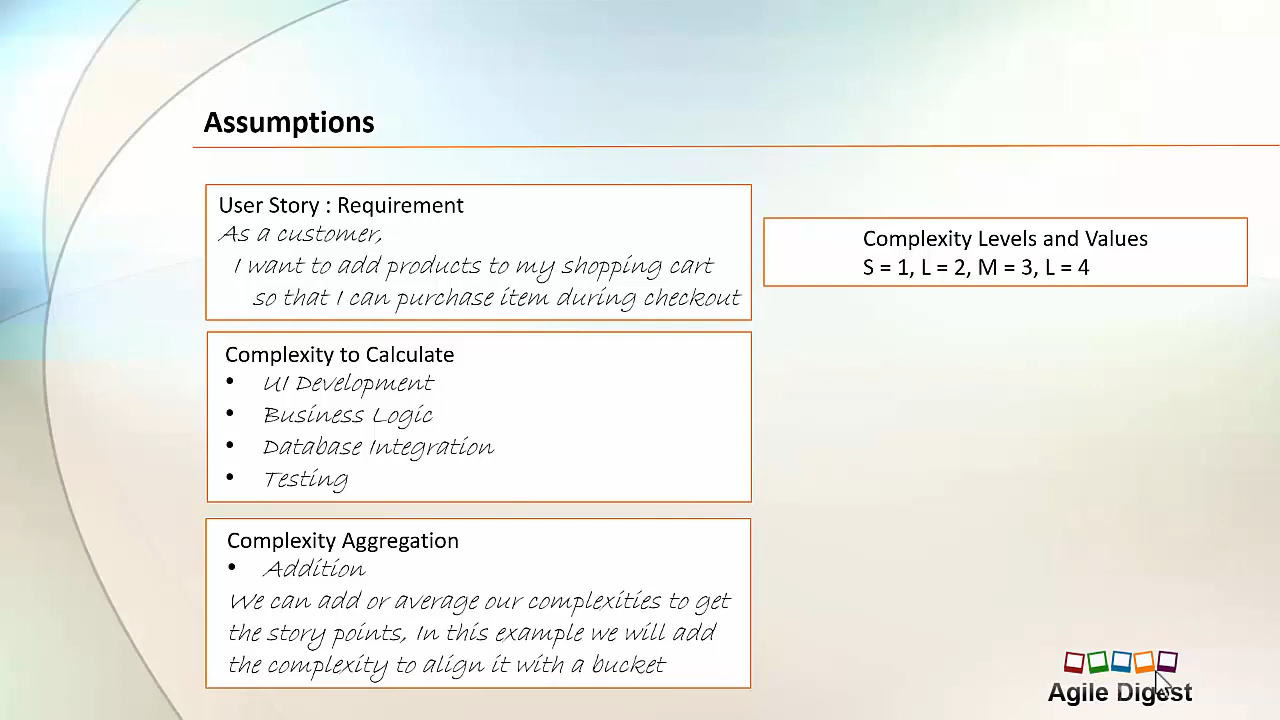 Assumptions
User Story : Requirement
As a customer,
I want to add products to my shopping cart
so that I can purchase item during checkout
Complexity Levels and Values
S = 1, L = 2, M = 3, L = 4
Complexity to Calculate
• UI Development
• Business Logic
• Database Integration
• Testing
Complexity Aggregation
• Addition
We can add or average our complexities to get
the story points, In this example we will add
the complexity to align it with a bucket
Agile Digest